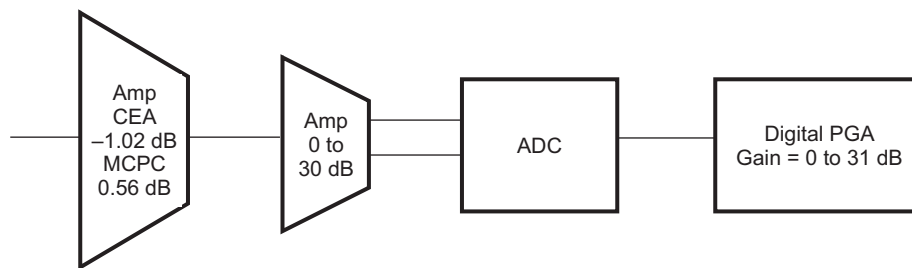 Amp
CEA
–1.02 dB
MCPC
0.56 dB
Amp
0 to
30 dB
ADC
Digital PGA
Gain = 0 to 31 dB